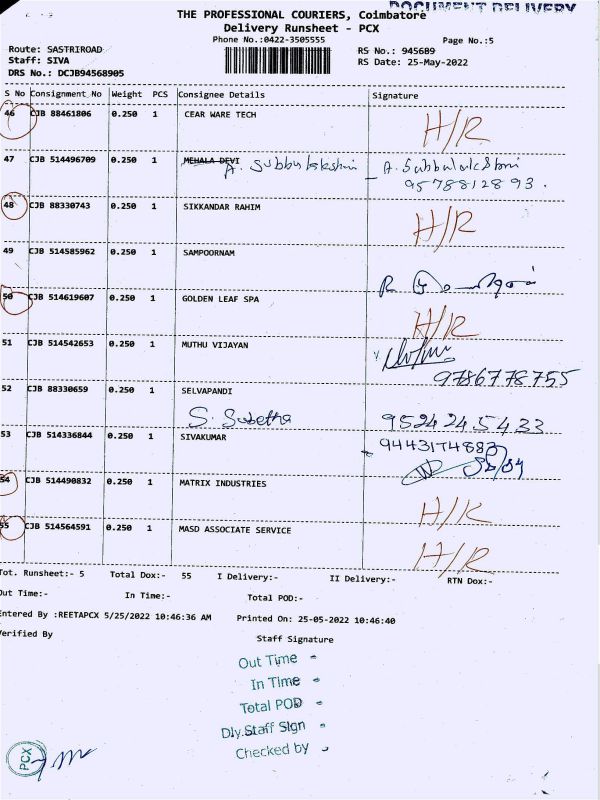 DOCUMENT DELIVERY
THE PROFESSIONAL COURIERS, Coimbatore
Delivery Runsheet - PCX
Phone No.:0422-3505555
Page No.:5
Route: SASTRIROAD
RS No.: 945689
Staff: SIVA
RS Date: 25-May-2022
DRS No.: DCJB94568905
S No Consignment No Weight PCS Consignee Details Signature
46 CJB 88461806 0.250 1 CEAR WARE TECH
H/R
47 CJB 514496709 0.250 1 MEHALA DEVI A. Subbulakshmi A. Subbulakshmi
9578812893.
48 CJB 88330743 0.250 1 SIKKANDAR RAHIM
H/R
49 CJB 514585962 0.250 1 SAMPOORNAM
50 CJB 514619607 0.250 1 GOLDEN LEAF SPA
H/R
51 CJB 514542653 0.250 1 MUTHU VIJAYAN
9786778755
52 CJB 88330659 0.250 1 SELVAPANDI
S. Subetha 9524245433
53 CJB 514336844 0.250 1 SIVAKUMAR 9443174883
54 CJB 514490832 0.250 1 MATRIX INDUSTRIES
H/R
55 CJB 514564591 0.250 1 MASD ASSOCIATE SERVICE
H/R
Tot. Runsheet:- 5 Total Dox:- 55 I Delivery:- II Delivery:- RTN Dox:-
Out Time:- In Time:- Total POD:-
Entered By :REETAPCX 5/25/2022 10:46:36 AM Printed On: 25-05-2022 10:46:40
Verified By
Staff Signature
Out Time -
In Time -
Total POD -
Dly.Staff Sign -
Checked by -
PCX